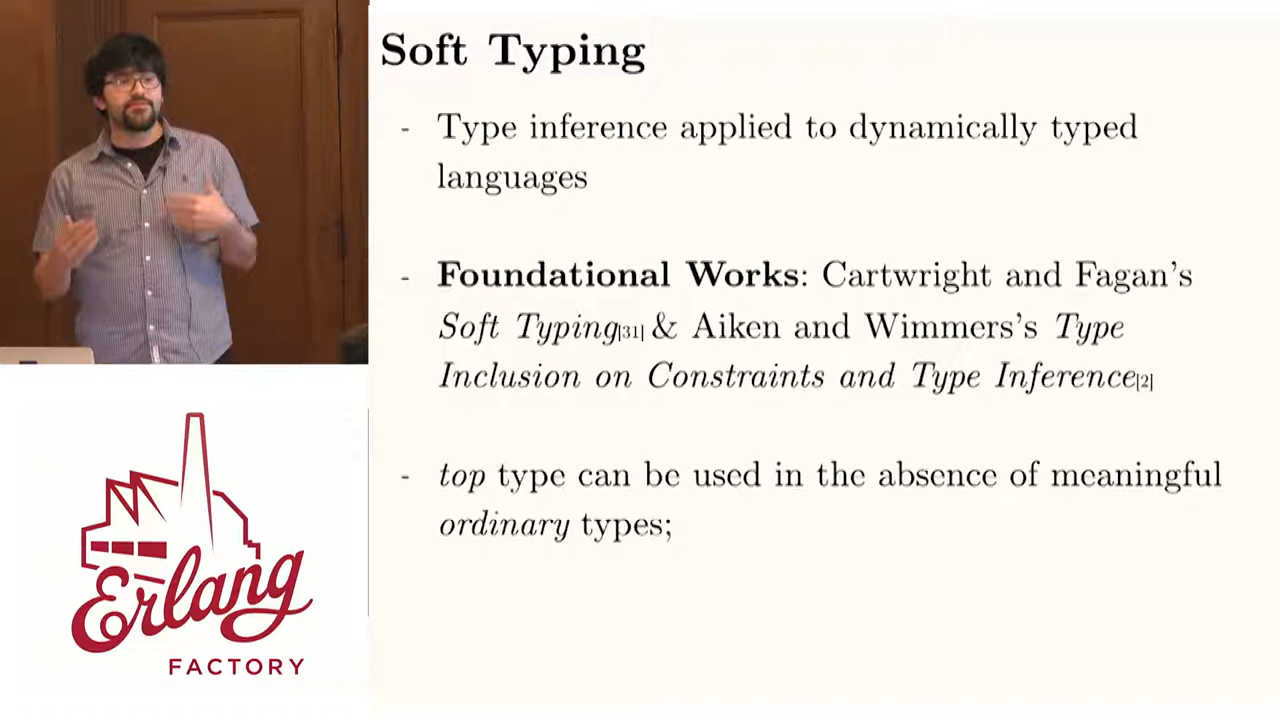 Soft Typing
- Type inference applied to dynamically typed
languages
- Foundational Works: Cartwright and Fagan's
Soft Typing[31] & Aiken and Wimmers's Type
Inclusion on Constraints and Type Inference[2]
- top type can be used in the absence of meaningful
ordinary types;
Erlang
FACTORY